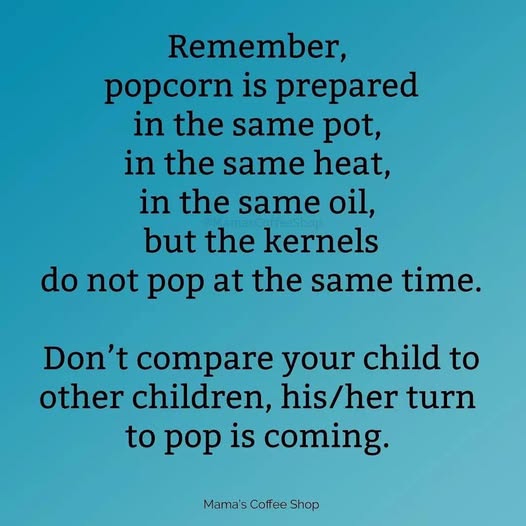 Remember,
popcorn is prepared
in the same pot,
in the same heat,
in the same oil,
but the kernels
do not pop at the same time.
Don’t compare your child to
other children, his/her turn
to pop is coming.
Mama's Coffee Shop